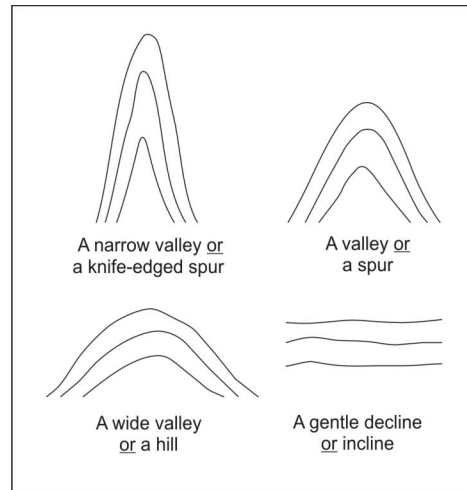 A narrow valley or
a knife-edged spur
A valley or
a spur
A wide valley
or a hill
A gentle decline
or incline